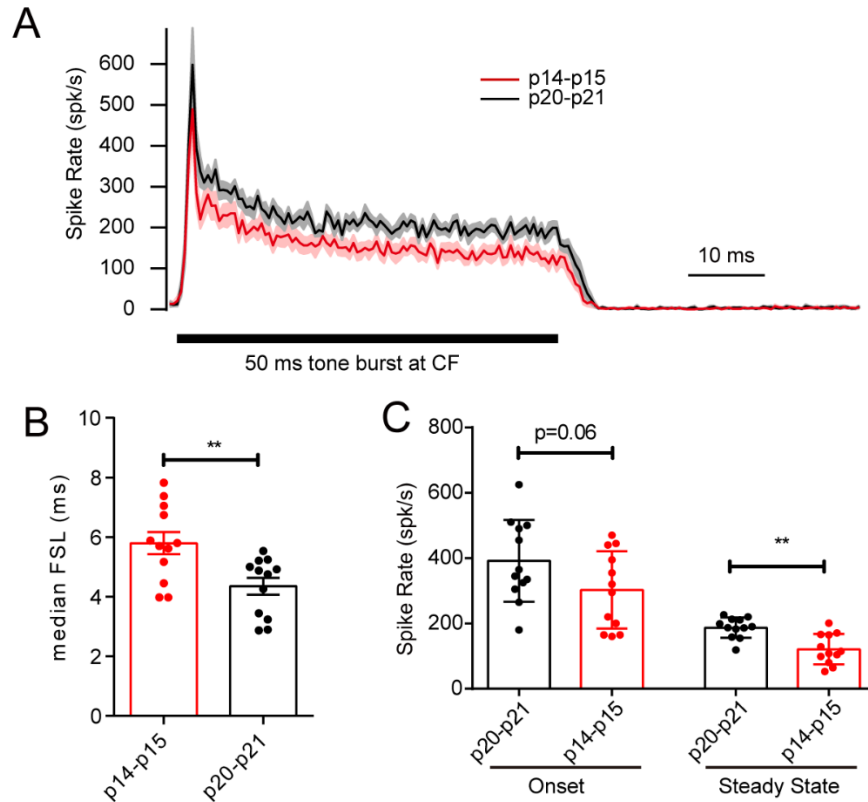 A
Spike Rate (spk/s)
600
500
400
300
200
100
0
p14-p15
p20-p21
10 ms
50 ms tone burst at CF
B
median FSL (ms)
10
8
6
4
2
0
**
p14-p15
p20-p21
C
Spike Rate (spk/s)
800
600
400
200
0
p=0.06
**
p20-p21
p14-p15
p20-p21
p14-p15
Onset
Steady State